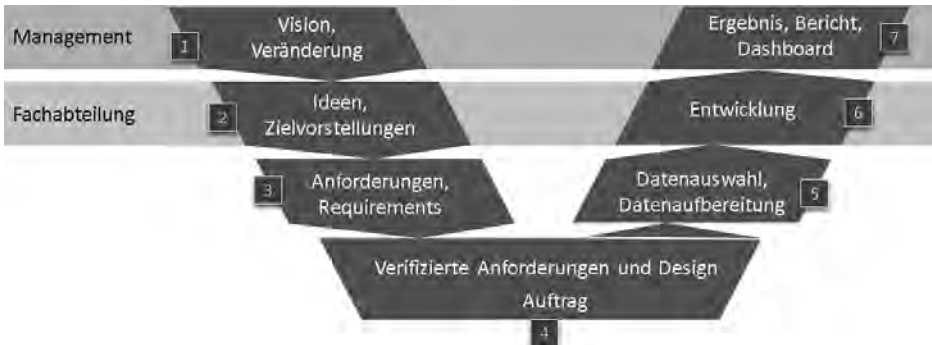 Management
1
Vision,
Veränderung
Ergebnis, Bericht,
Dashboard
7
Fachabteilung
2
Ideen,
Zielvorstellungen
Entwicklung
6
3
Anforderungen,
Requirements
Datenauswahl,
Datenaufbereitung
5
Verifizierte Anforderungen und Design
Auftrag
4